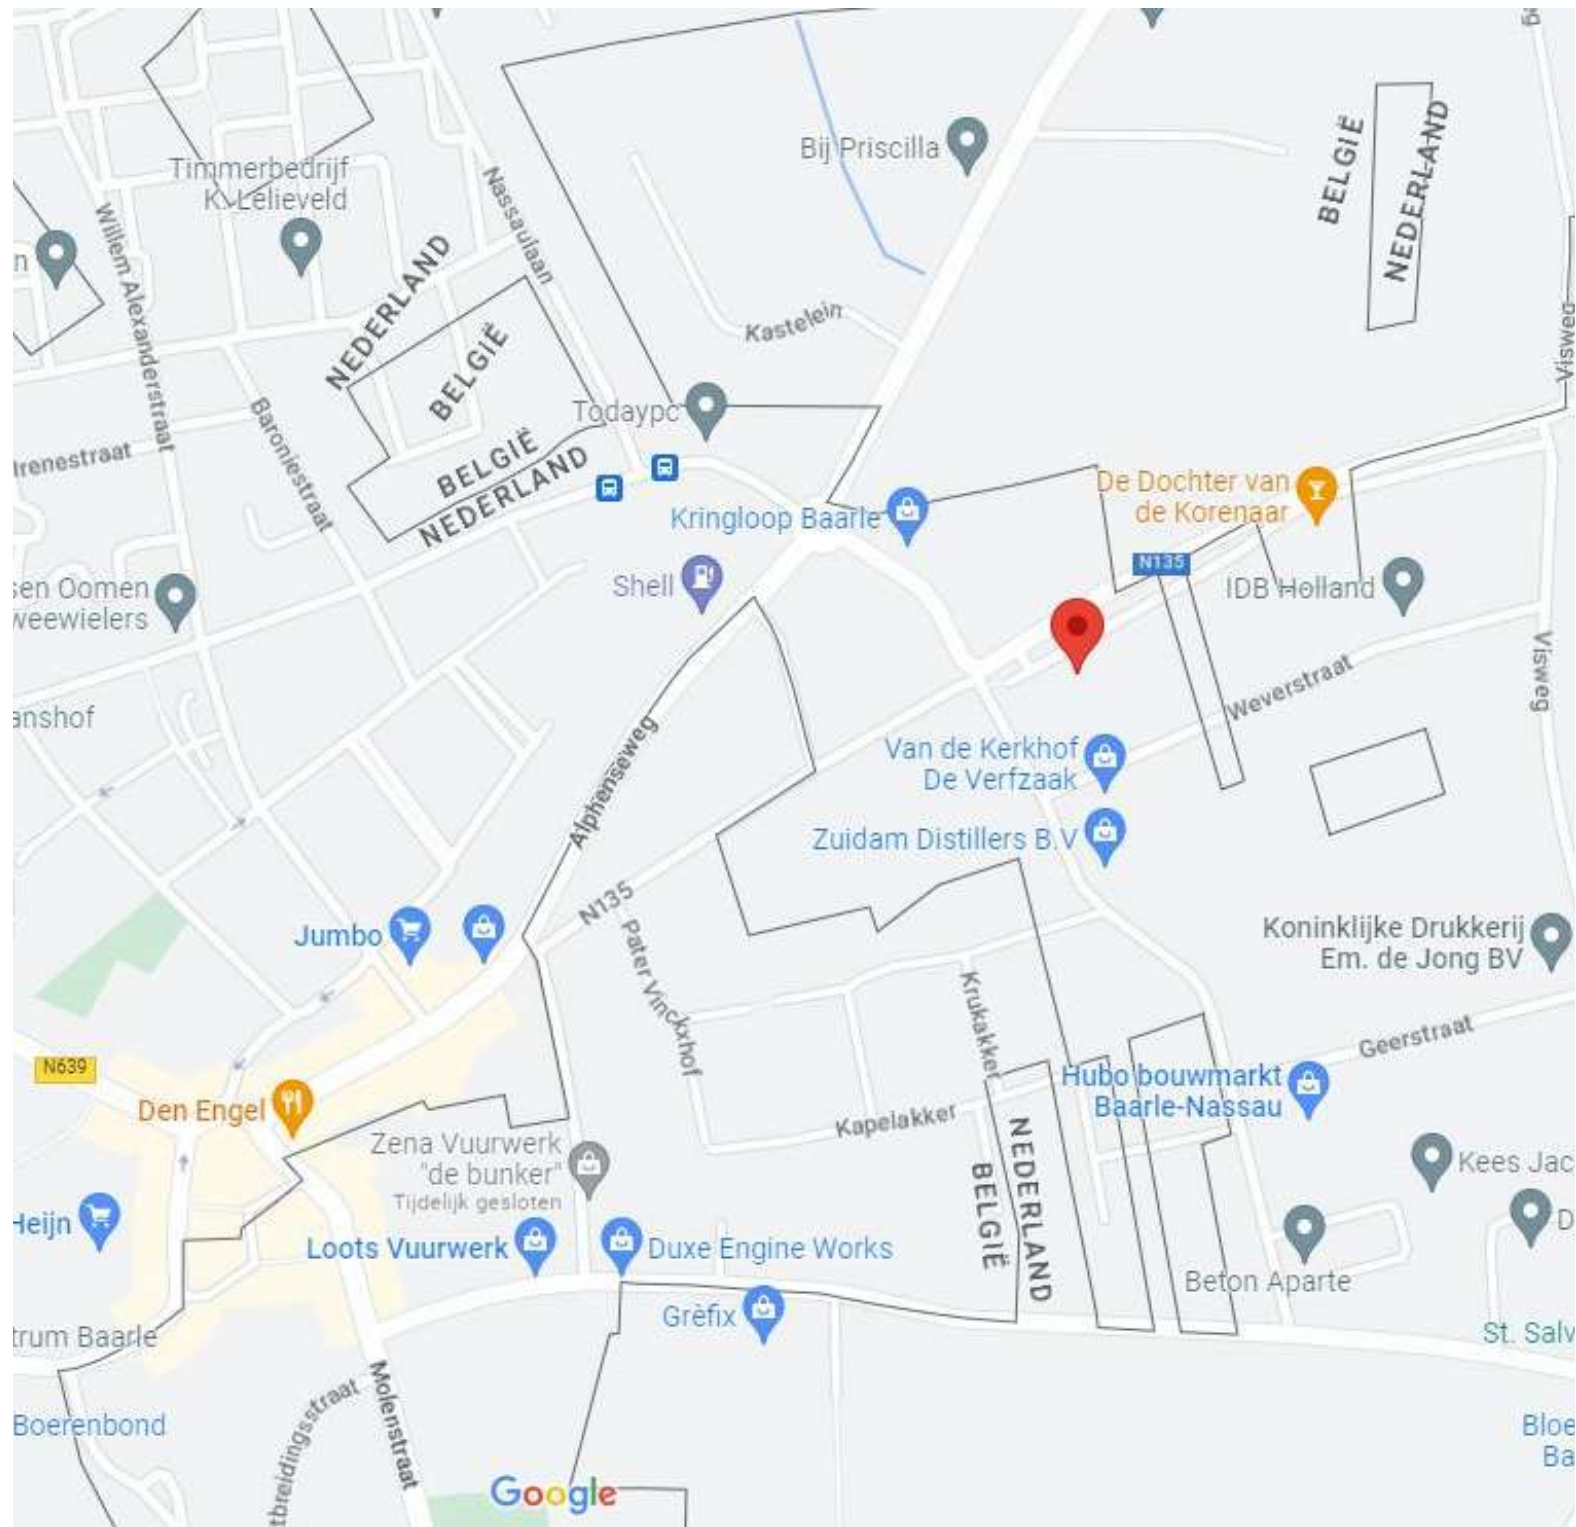 Bij Priscilla
BELGIË
NEDERLAND
Timmerbedrijf
K. Lelieveld
Nassaulaan
Willem Alexanderstraat
n
NEDERLAND
BELGIË
Kastelein
Visweg
Todaypc
Irenestraat
Baroniestraat
BELGIË
NEDERLAND
De Dochter van
de Korenaar
Kringloop Baarle
N135
Shell
IDB Holland
sen Oomen
weewielers
Weverstraat
Visweg
anshof
Alphenseweg
Van de Kerkhof
De Verfzaak
Zuidam Distillers B.V
N135
Jumbo
Pater Vinckxhof
Koninklijke Drukkerij
Em. de Jong BV
Krukakker
Geerstraat
N639
Hubo bouwmarkt
Baarle-Nassau
Den Engel
Kapelakker
NEDERLAND
BELGIË
Zena Vuurwerk
"de bunker"
Tijdelijk gesloten
Kees Jac
Heijn
D
Loots Vuurwerk
Duxe Engine Works
Beton Aparte
Grèfix
trum Baarle
St. Salv
Molenstraat
tbreidingsstraat
Boerenbond
Bloe
Ba
Google